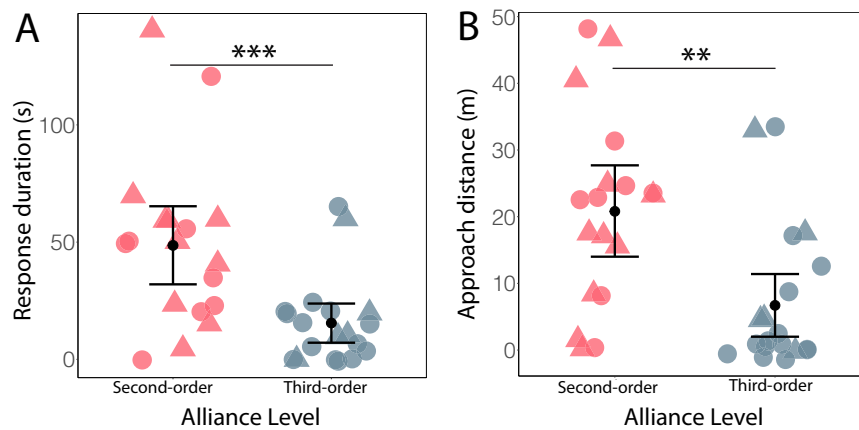 A
***
Response duration (s)
100
50
0
Second-order
Third-order
Alliance Level
B
**
Approach distance (m)
50
40
30
20
10
0
Second-order
Third-order
Alliance Level